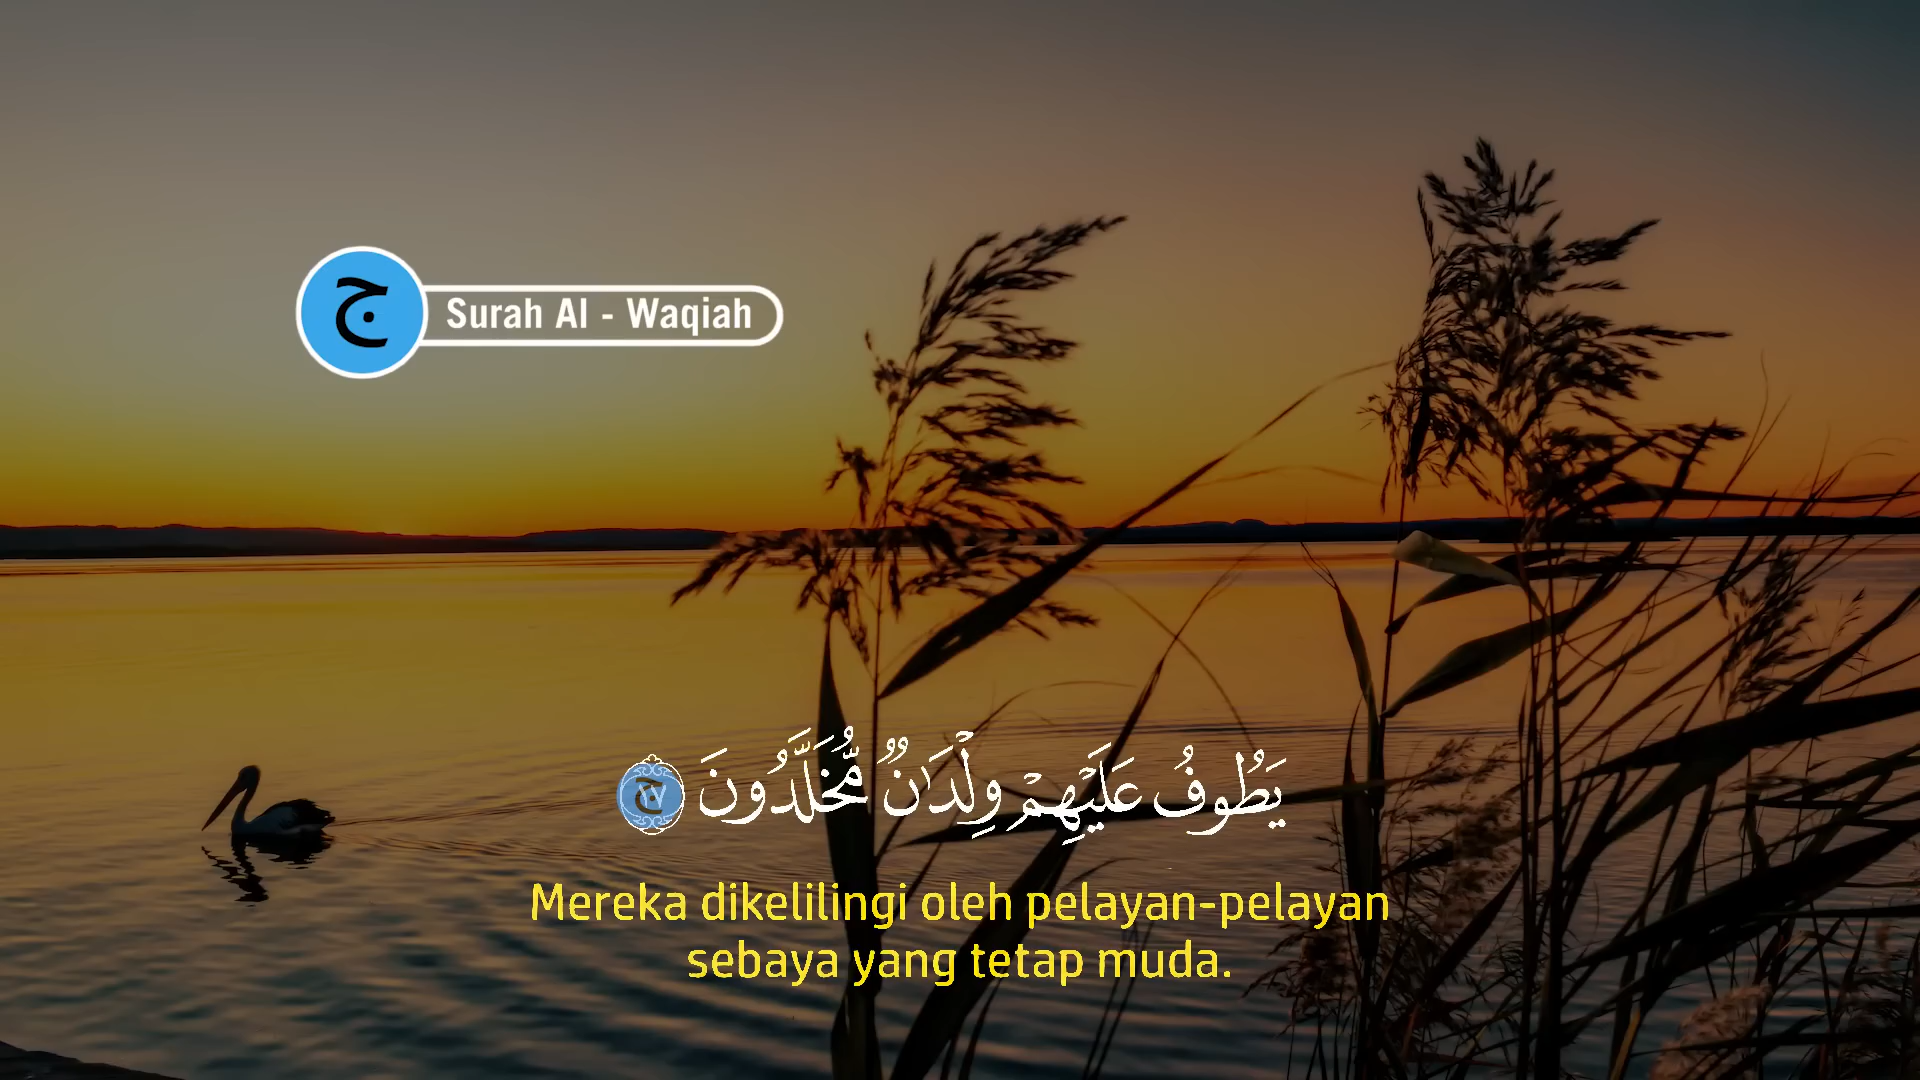 ج
Surah Al - Waqiah
يَطُوفُ عَلَيْهِمْ وِلْدَٰنٌ مُّخَلَّدُونَ ١٧
Mereka dikelilingi oleh pelayan-pelayan
sebaya yang tetap muda.